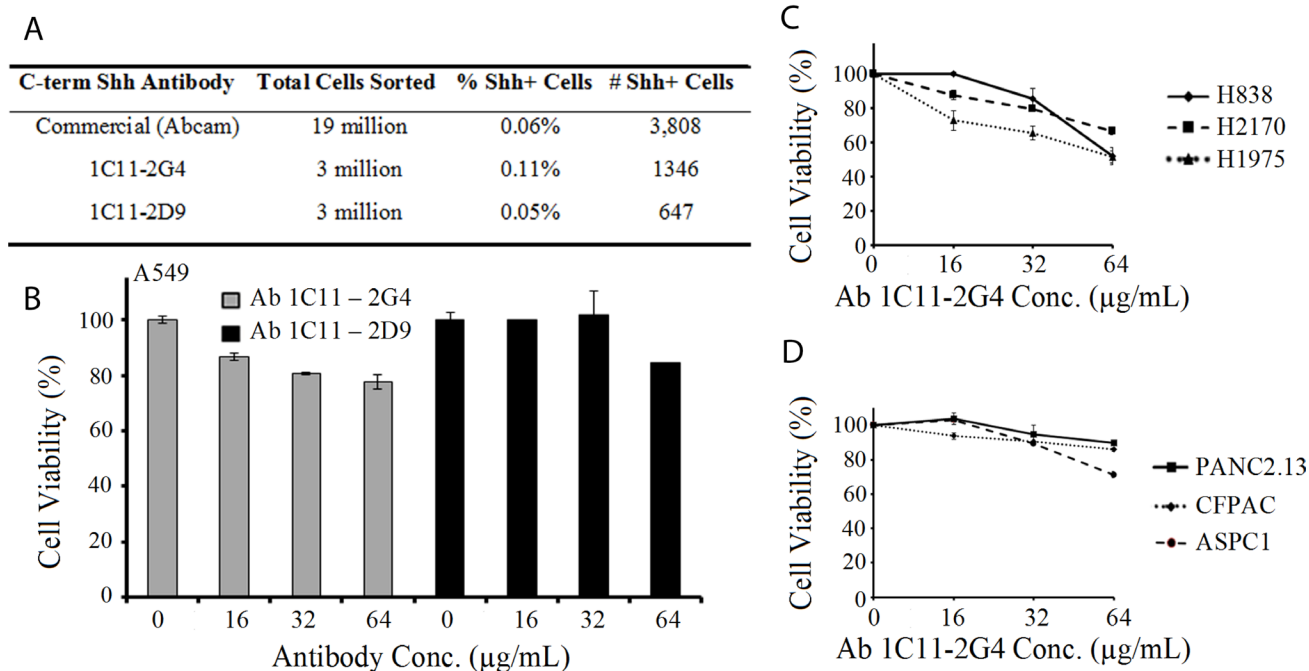 A
C-term Shh Antibody Total Cells Sorted % Shh+ Cells # Shh+ Cells
Commercial (Abcam) 19 million 0.06% 3,808
1C11-2G4 3 million 0.11% 1346
1C11-2D9 3 million 0.05% 647
B
A549
Ab 1C11 – 2G4
Ab 1C11 – 2D9
Cell Viability (%)
100
80
60
40
20
0
0 16 32 64 0 16 32 64
Antibody Conc. (µg/mL)
C
Cell Viability (%)
100
80
60
40
20
0
0 16 32 64
Ab 1C11-2G4 Conc. (µg/mL)
H838
H2170
H1975
D
Cell Viability (%)
100
80
60
40
20
0
0 16 32 64
Ab 1C11-2G4 Conc. (µg/mL)
PANC2.13
CFPAC
ASPC1